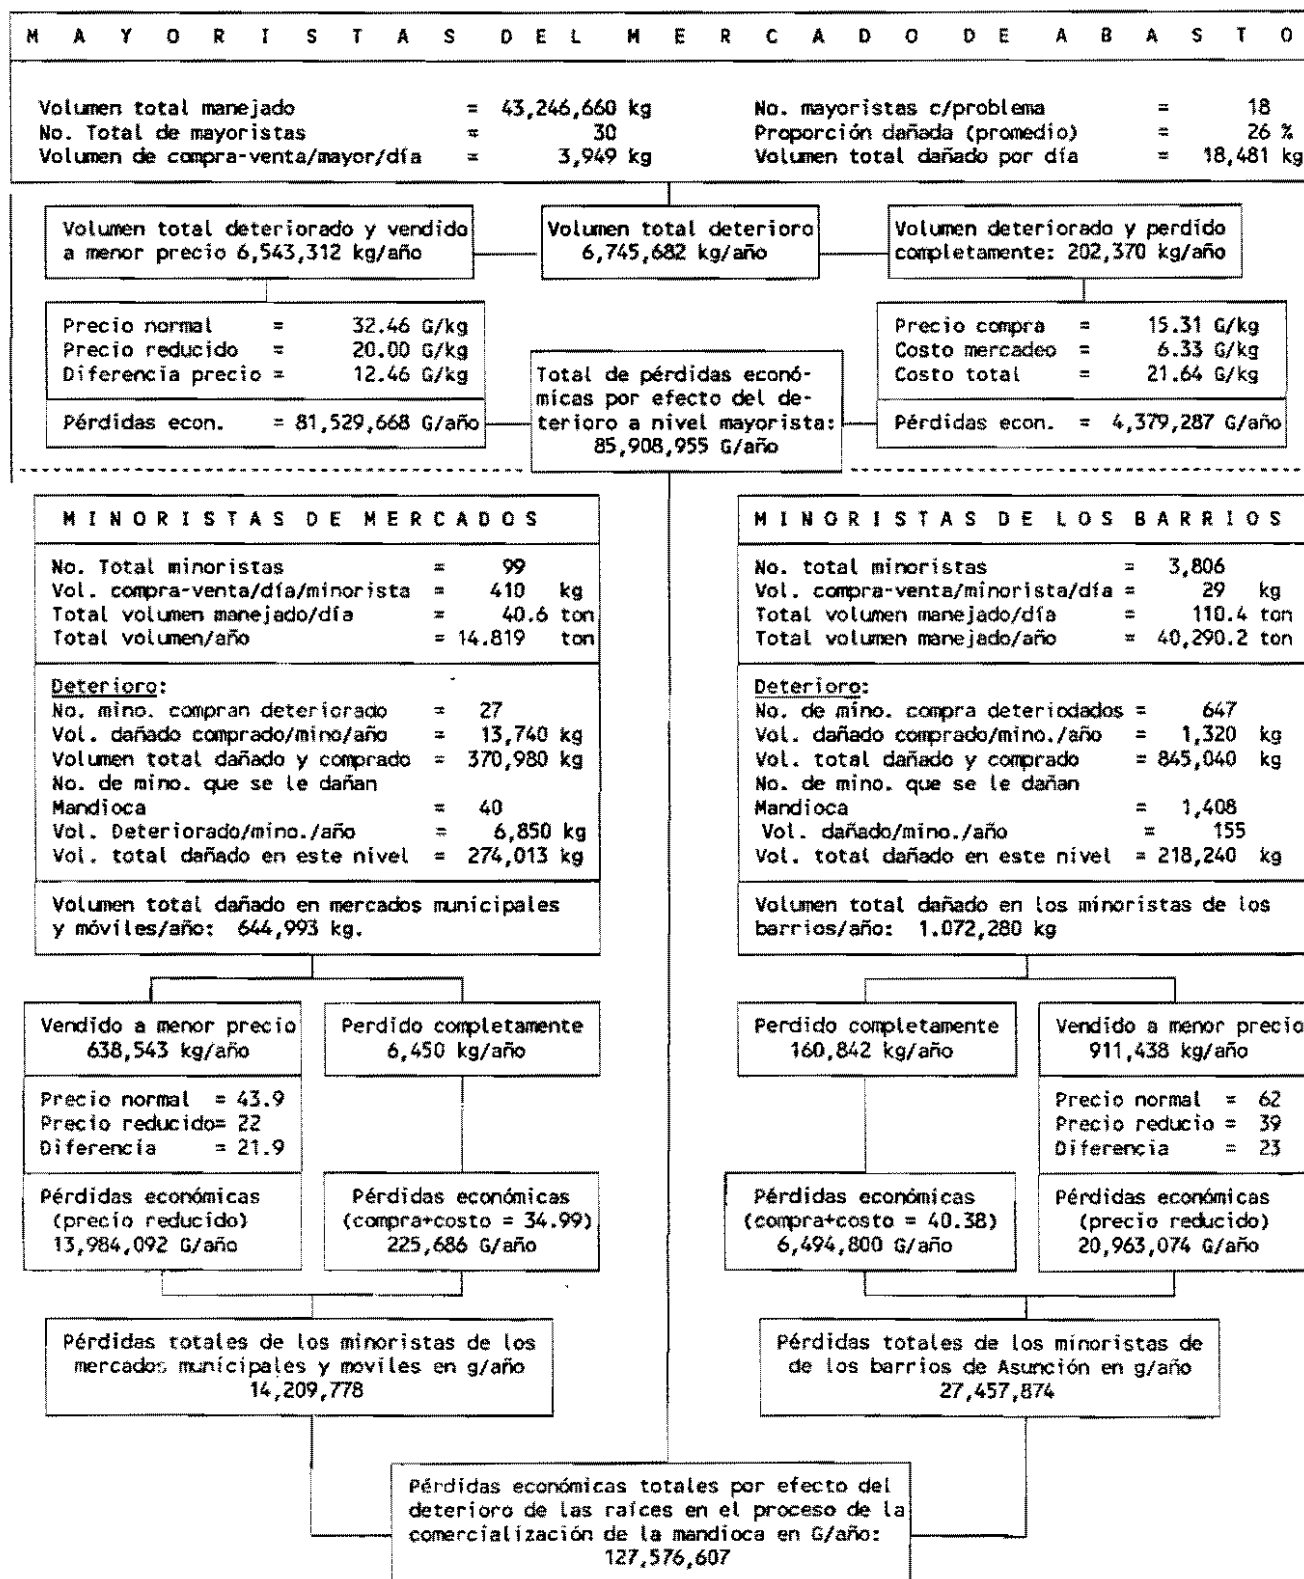 MAYORISTAS DEL MERCADO DE ABASTO
Volumen total manejado = 43,246,660 kg
No. Total de mayoristas = 30
Volumen de compra-venta/mayor/día = 3,949 kg
No. mayoristas c/problema = 18
Proporción dañada (promedio) = 26 %
Volumen total dañado por día = 18,481 kg
Volumen total deteriorado y vendido
a menor precio 6,543,312 kg/año
Volumen total deterioro
6,745,682 kg/año
Volumen deteriorado y perdido
completamente: 202,370 kg/año
Precio normal = 32.46 G/kg
Precio reducido = 20.00 G/kg
Diferencia precio = 12.46 G/kg
Pérdidas econ. = 81,529,668 G/año
Total de pérdidas econó-
micas por efecto del de-
terioro a nivel mayorista:
85,908,955 G/año
Precio compra = 15.31 G/kg
Costo mercadeo = 6.33 G/kg
Costo total = 21.64 G/kg
Pérdidas econ. = 4,379,287 G/año
MINORISTAS DE MERCADOS
No. Total minoristas = 99
Vol. compra-venta/día/minorista = 410 kg
Total volumen manejado/día = 40.6 ton
Total volumen/año = 14.819 ton
Deterioro:
No. mino. compran deteriorado = 27
Vol. dañado comprado/mino/año = 13,740 kg
Volumen total dañado y comprado = 370,980 kg
No. de mino. que se le dañan
Mandioca = 40
Vol. Deteriorado/mino./año = 6,850 kg
Vol. total dañado en este nivel = 274,013 kg
Volumen total dañado en mercados municipales
y móviles/año: 644,993 kg.
MINORISTAS DE LOS BARRIOS
No. total minoristas = 3,806
Vol. compra-venta/minorista/día = 29 kg
Total volumen manejado/día = 110.4 ton
Total volumen manejado/año = 40,290.2 ton
Deterioro:
No. de mino. compra deteriodados = 647
Vol. dañado comprado/mino./año = 1,320 kg
Vol. total dañado y comprado = 845,040 kg
No. de mino. que se le dañan
Mandioca = 1,408
Vol. dañado/mino./año = 155
Vol. total dañado en este nivel = 218,240 kg
Volumen total dañado en los minoristas de los
barrios/año: 1.072,280 kg
Vendido a menor precio
638,543 kg/año
Precio normal = 43.9
Precio reducido= 22
Diferencia = 21.9
Pérdidas económicas
(precio reducido)
13,984,092 G/año
Perdido completamente
6,450 kg/año
Pérdidas económicas
(compra+costo = 34.99)
225,686 G/año
Perdido completamente
160,842 kg/año
Pérdidas económicas
(compra+costo = 40.38)
6,494,800 G/año
Vendido a menor precio
911,438 kg/año
Precio normal = 62
Precio reducio = 39
Diferencia = 23
Pérdidas económicas
(precio reducido)
20,963,074 G/año
Pérdidas totales de los minoristas de los
mercados municipales y moviles en g/año
14,209,778
Pérdidas totales de los minoristas de
de los barrios de Asunción en g/año
27,457,874
Pérdidas económicas totales por efecto del
deterioro de las raíces en el proceso de la
comercialización de la mandioca en G/año:
127,576,607